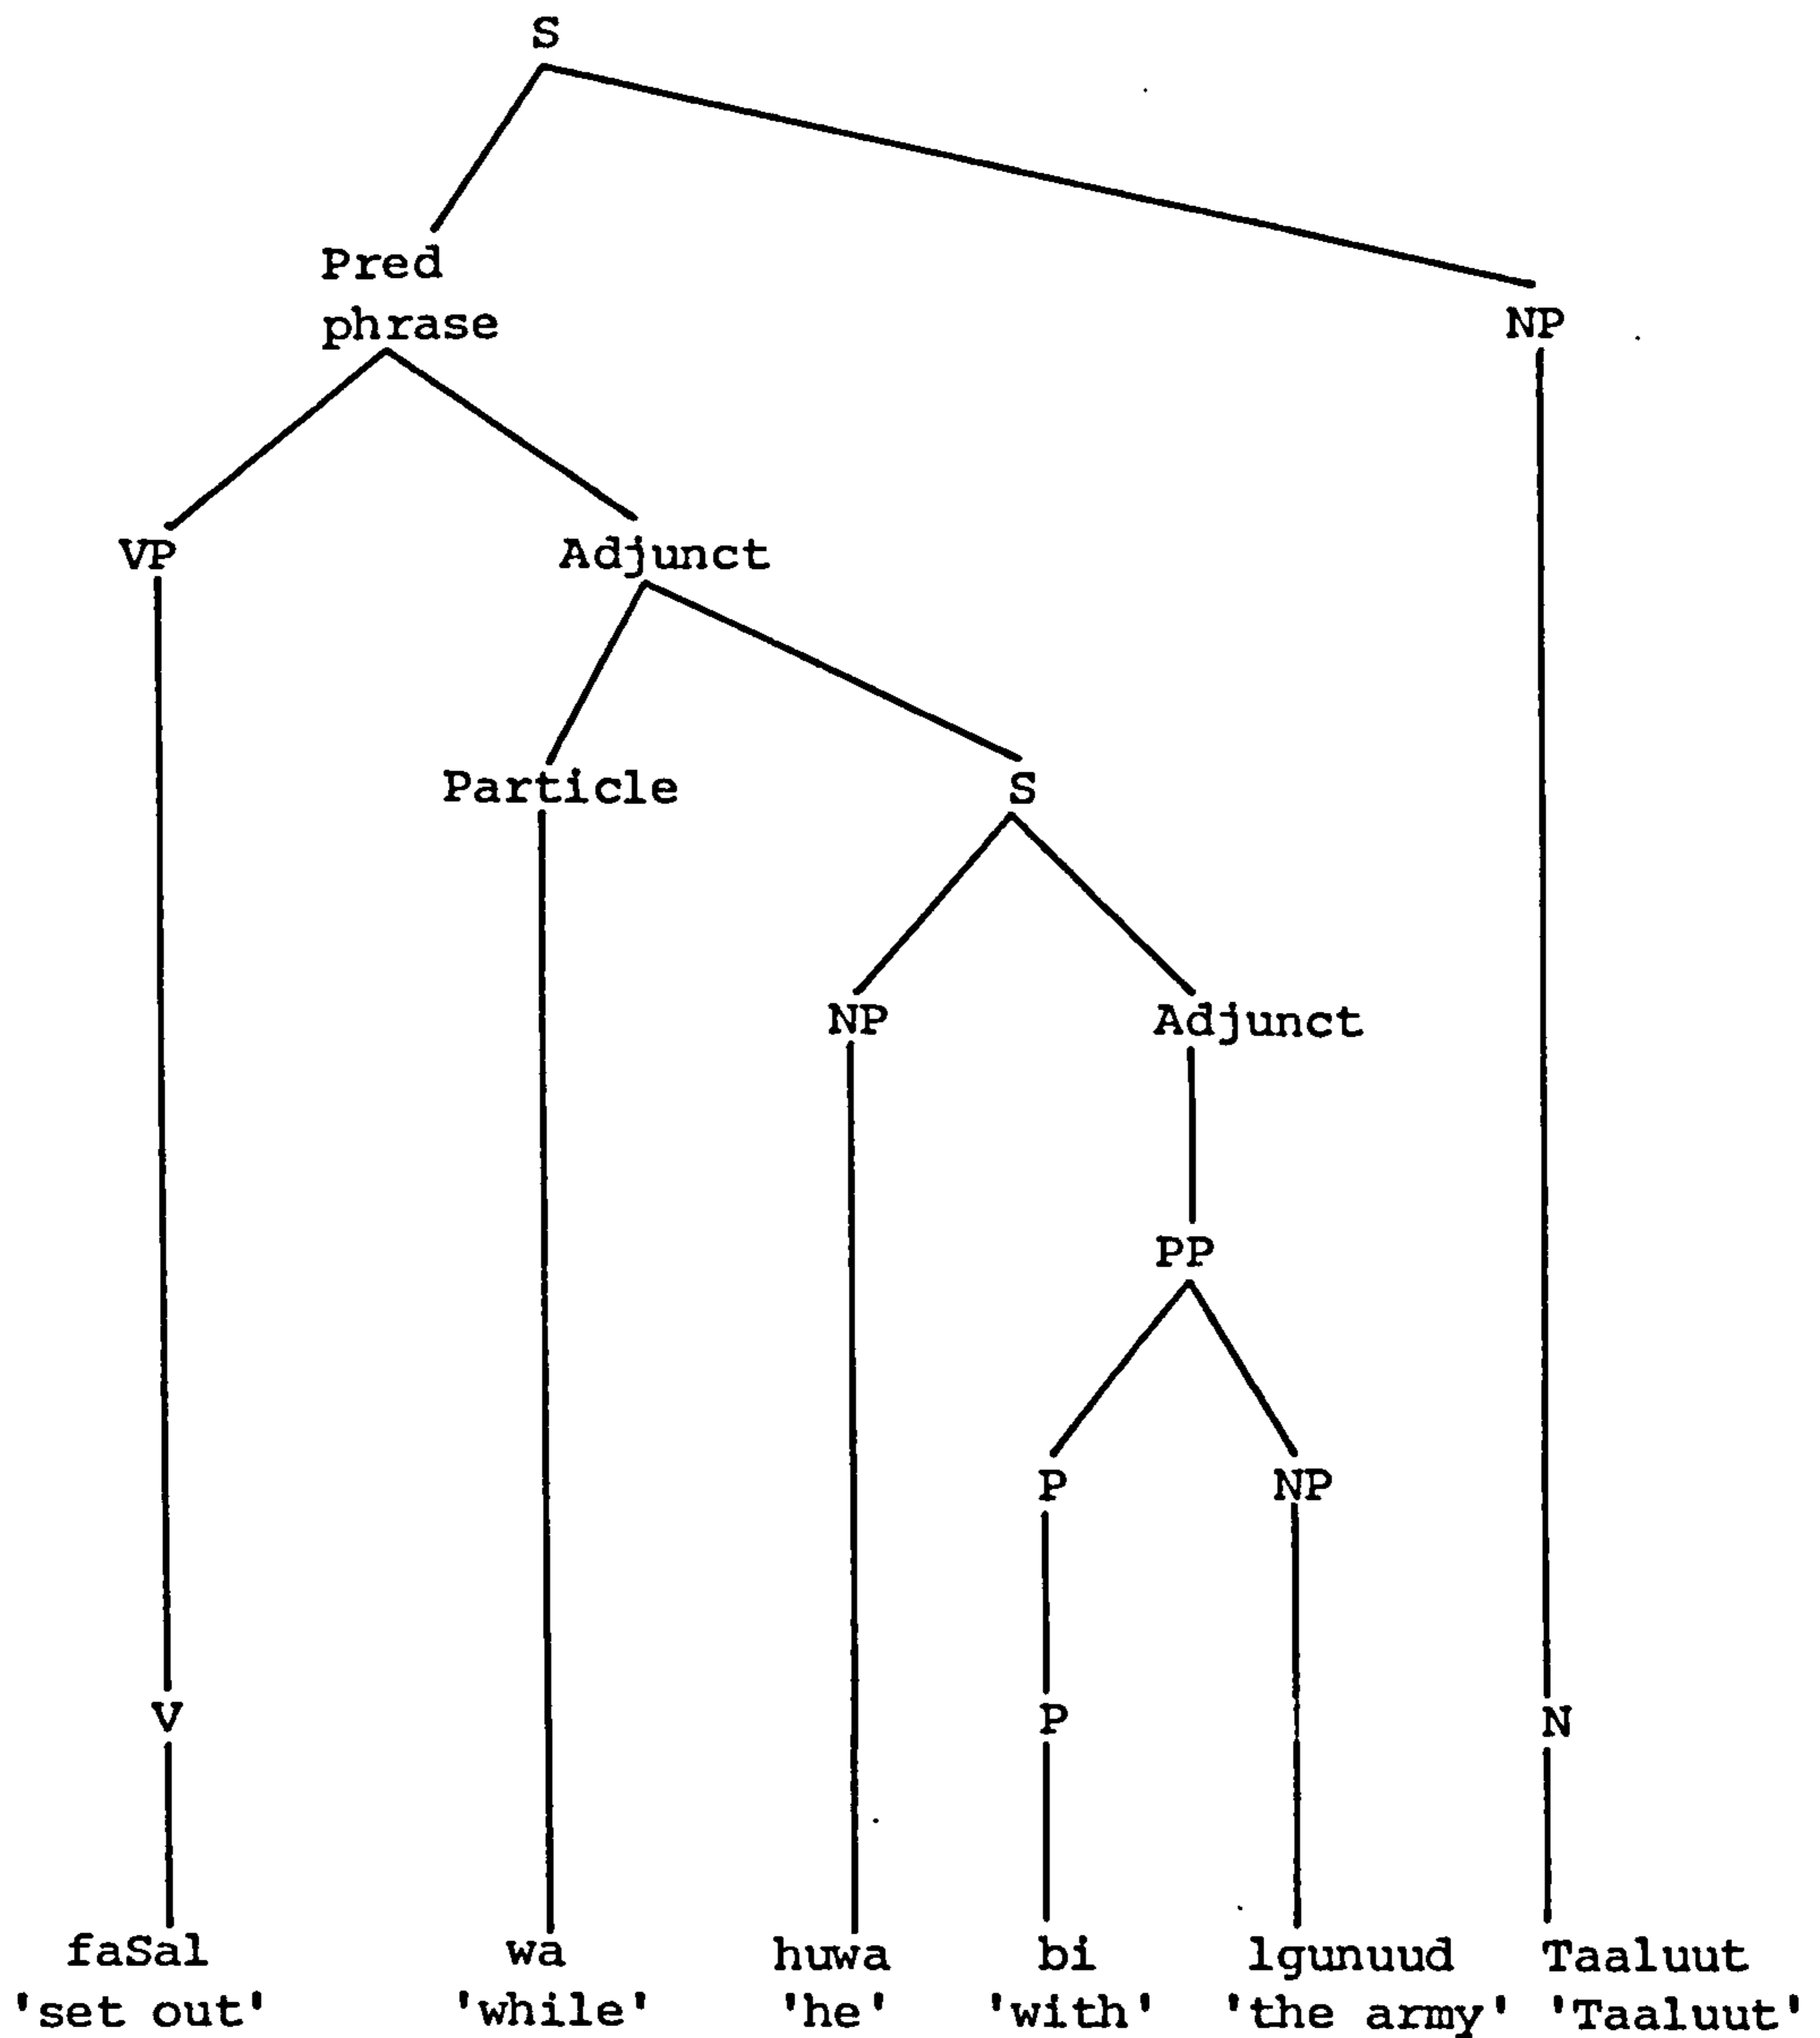 S
Pred
phrase
NP
VP
Adjunct
Particle
S
NP
Adjunct
PP
P
NP
V
P
N
faSal
wa
huwa
bi
lgunuud
Taaluut
'set out'
'while'
'he'
'with'
'the army'
'Taaluut'